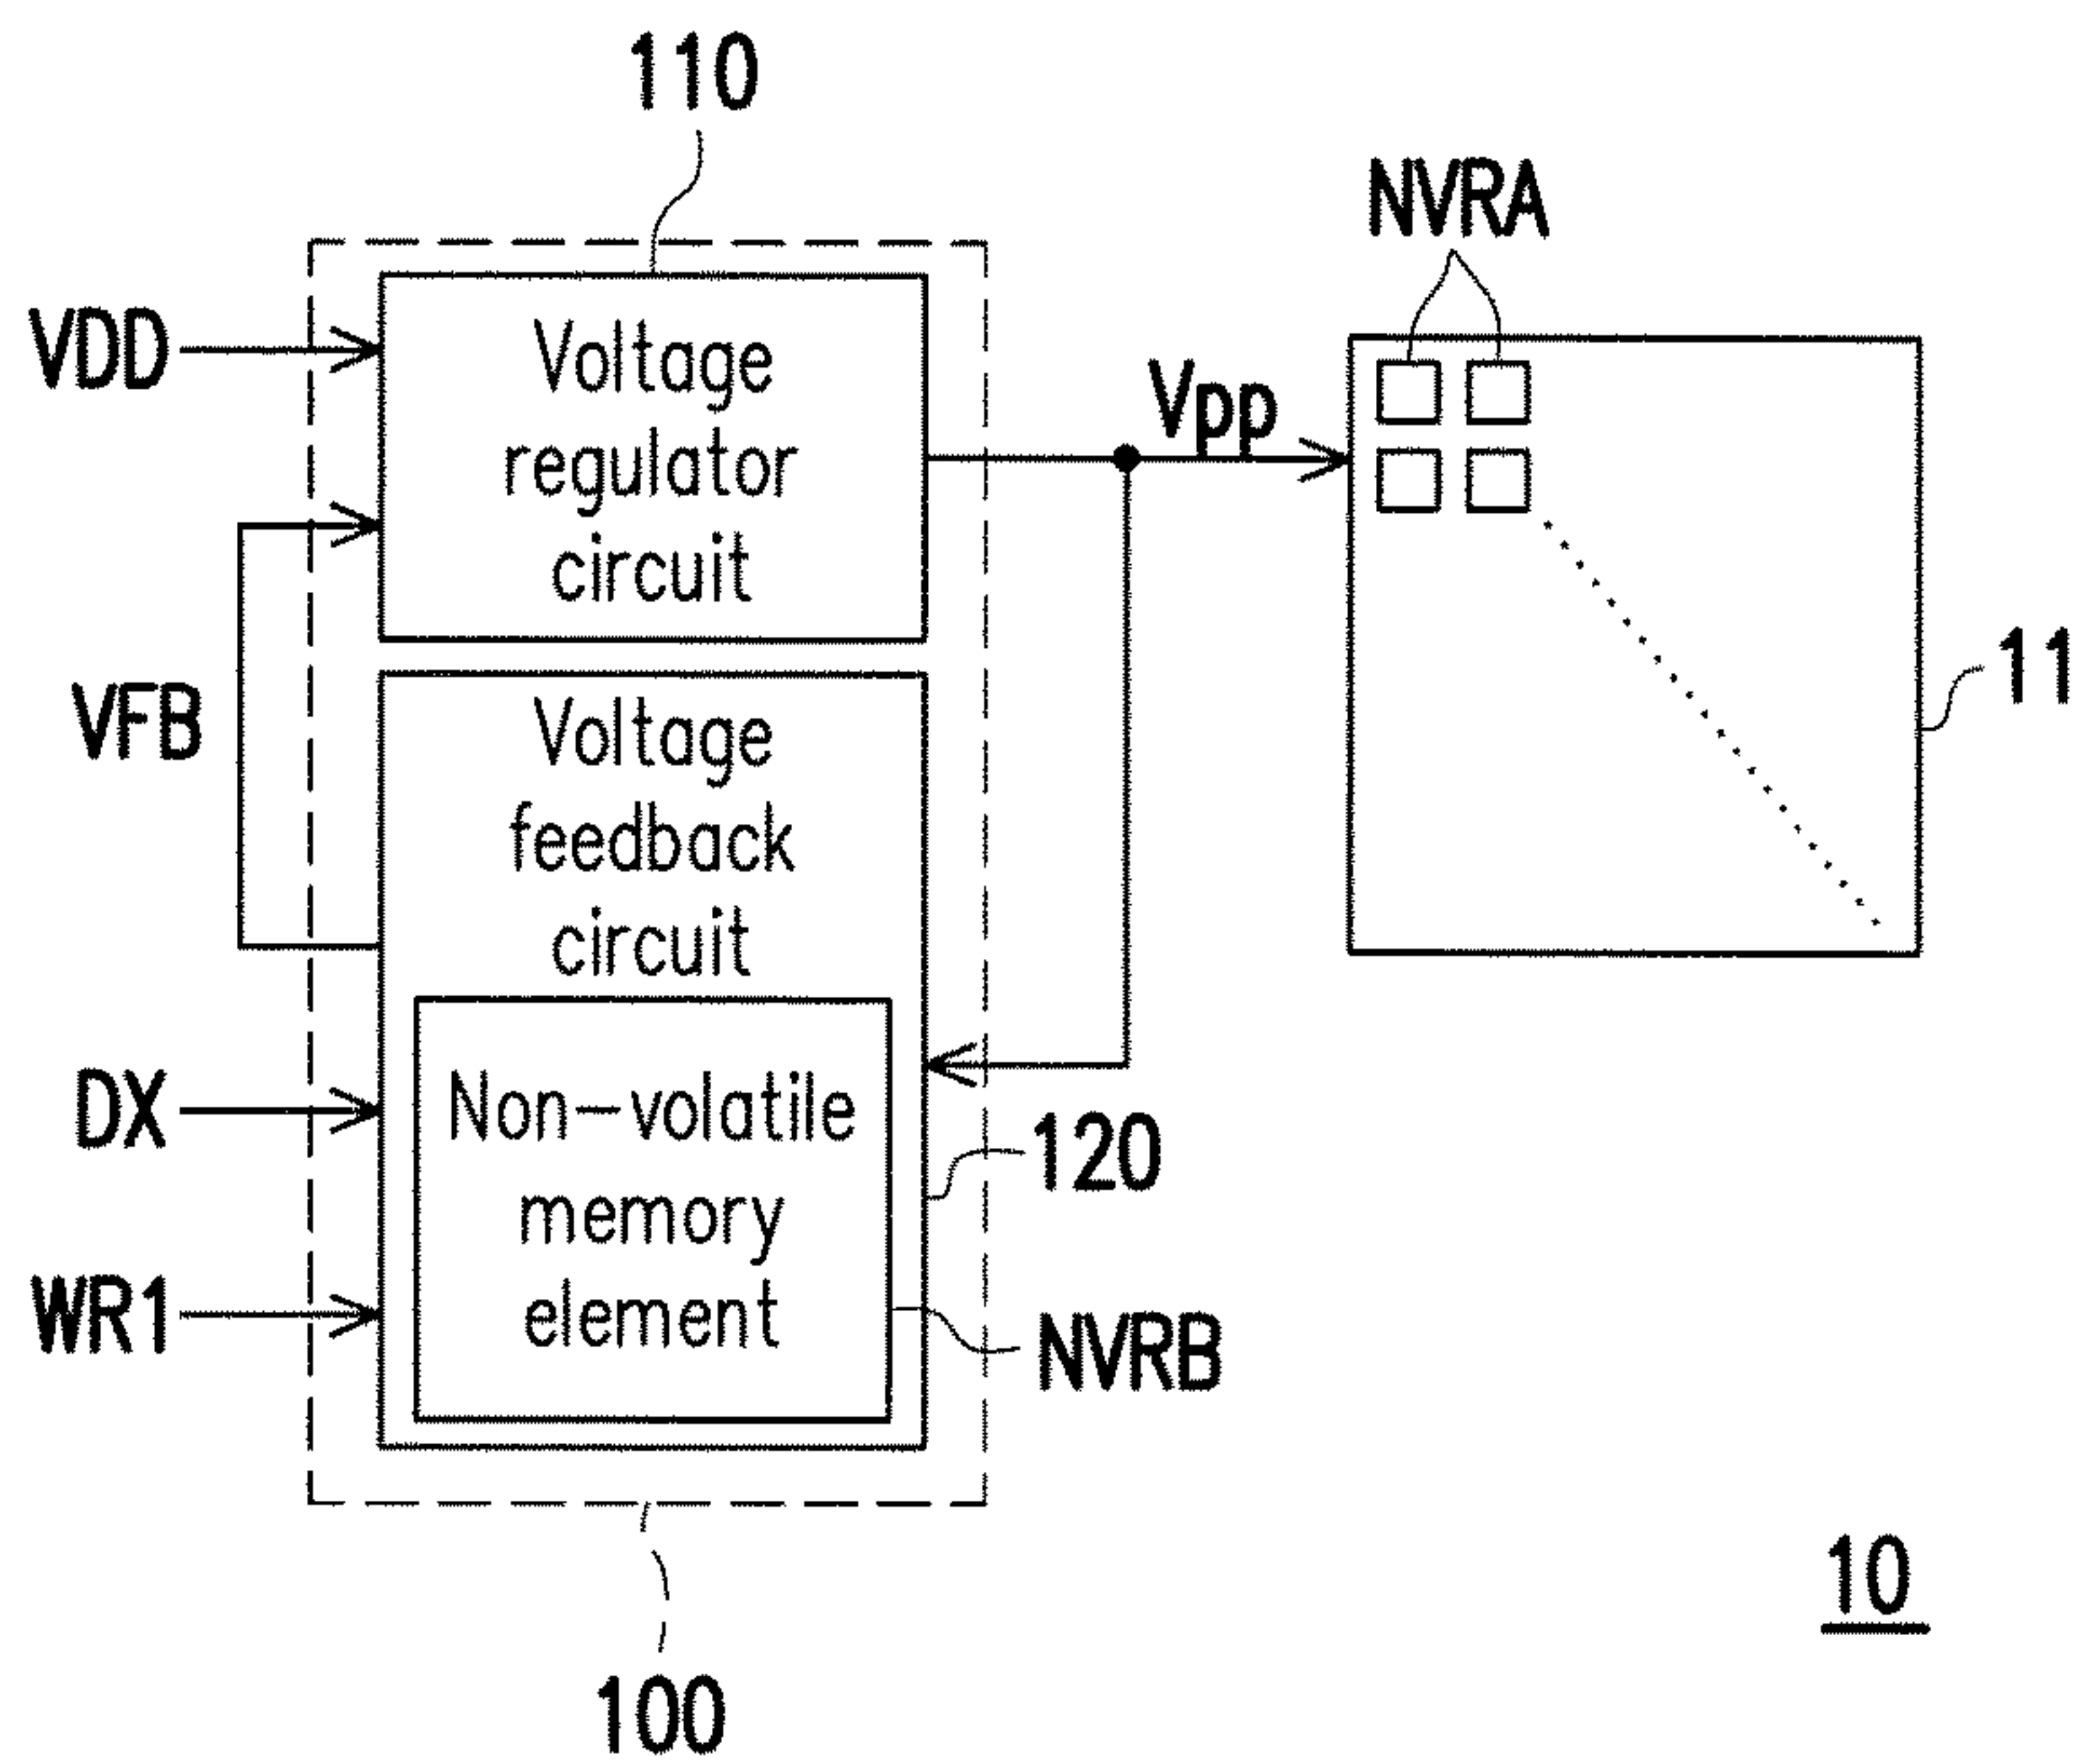 110
NVRA
VDD
Voltage
regulator
circuit
Vpp
11
VFB
Voltage
feedback
circuit
DX
Non-volatile
memory
element
120
WR1
NVRB
10
100